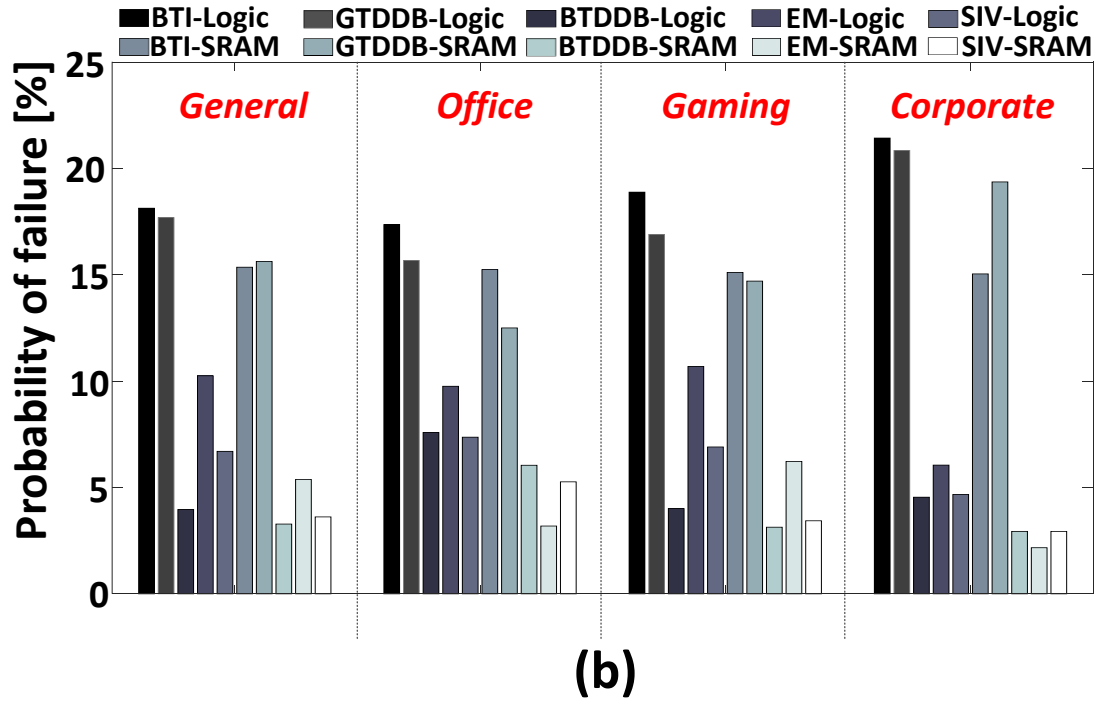 BTI-Logic GTDDB-Logic BTDDB-Logic EM-Logic SIV-Logic
BTI-SRAM GTDDB-SRAM BTDDB-SRAM EM-SRAM SIV-SRAM
Probability of failure [%]
25
20
15
10
5
0
General Office Gaming Corporate
(b)